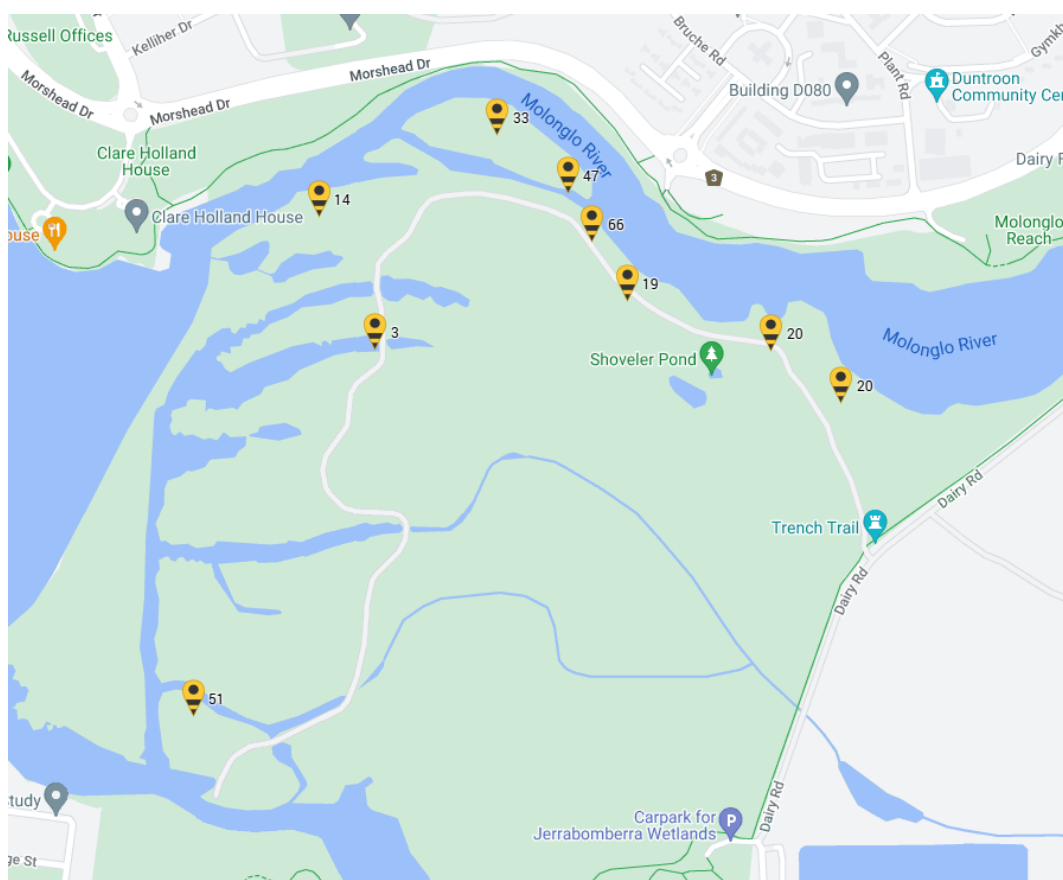 Russell Offices
Kelliher Dr
Morshead Dr
Bruche Rd
Plant Rd
Gymkh
Morshead Dr
Morshead Dr
Building D080
Duntroon
Community Cen
33
Molonglo River
Clare Holland
House
47
3
Dairy R
14
Clare Holland House
ouse
66
Molonglo
Reach
19
3
20
Molonglo River
Shoveler Pond
20
Dairy Rd
Trench Trail
Dairy Rd
51
Study
Dairy Rd
Carpark for
Jerrabomberra Wetlands
P
ge St